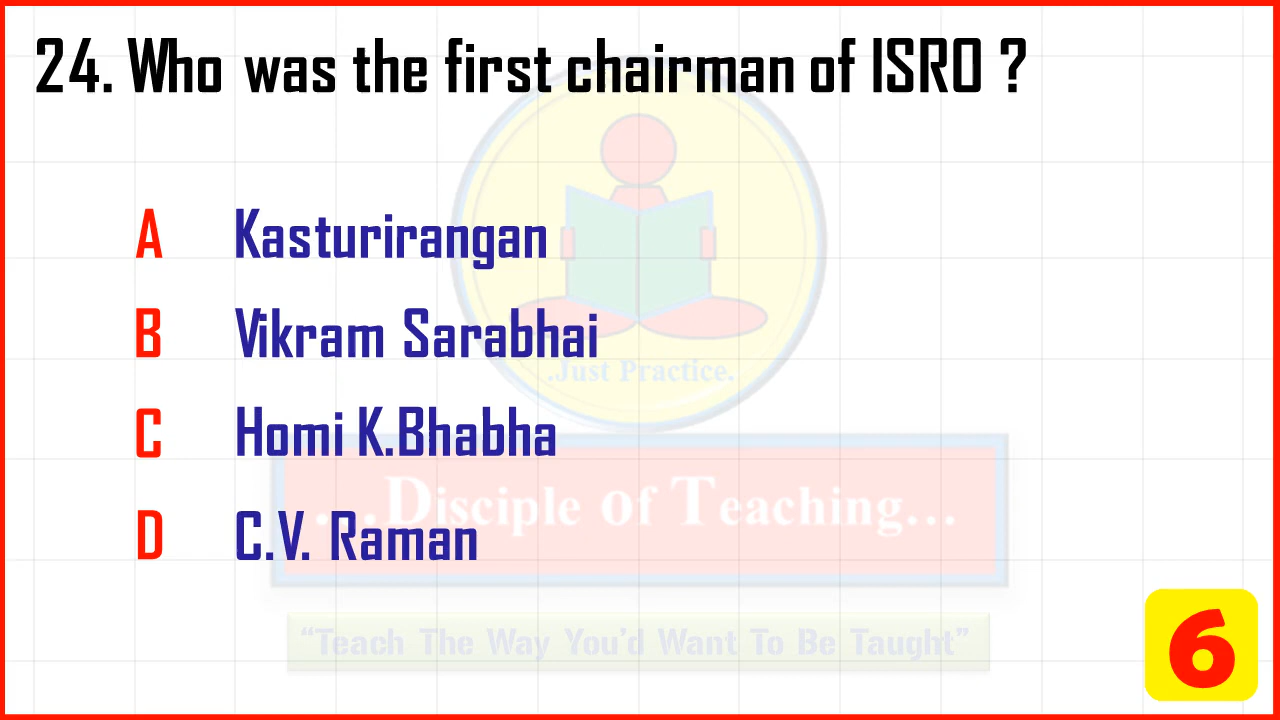 24. Who was the first chairman of ISRO ?
A Kasturirangan
B Vikram Sarabhai
C Homi K.Bhabha
D C.V. Raman
.Just Practice.
...Disciple of Teaching...
“Teach The Way You'd Want To Be Taught”
6